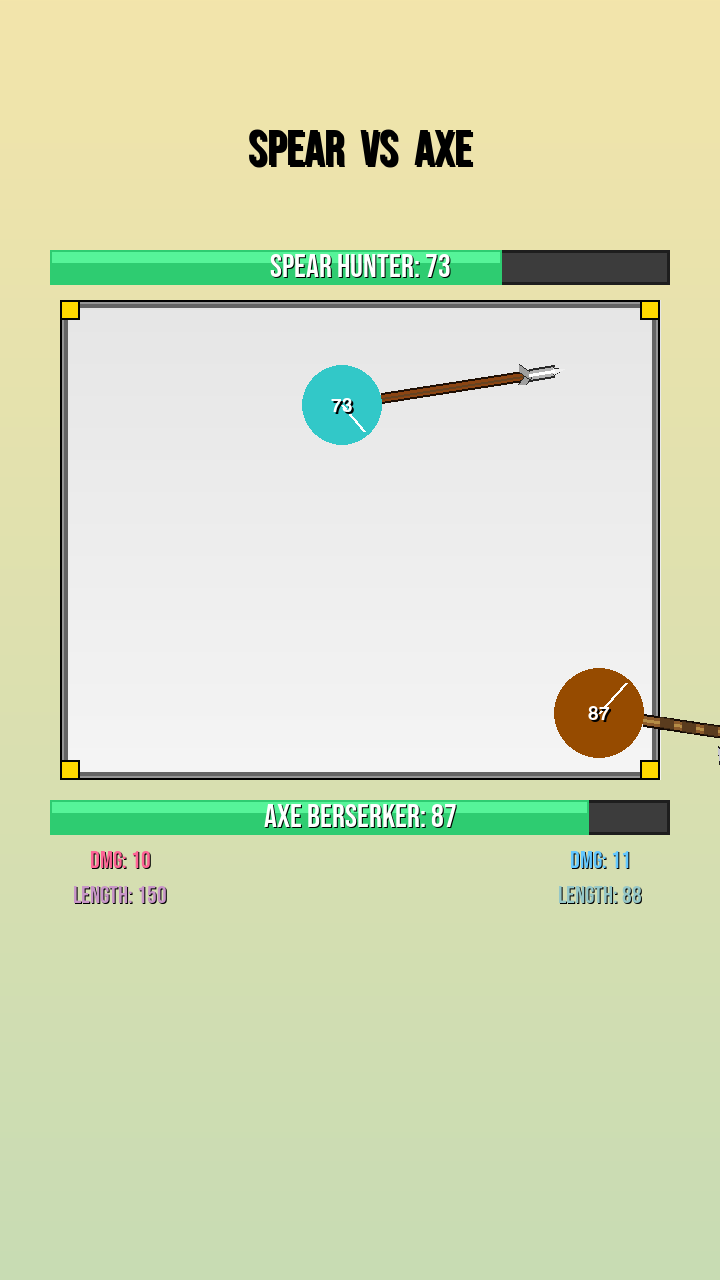 SPEAR VS AXE
SPEAR HUNTER: 73
73
87
AXE BERSERKER: 87
DMG: 10
DMG: 11
LENGTH: 150
LENGTH: 88